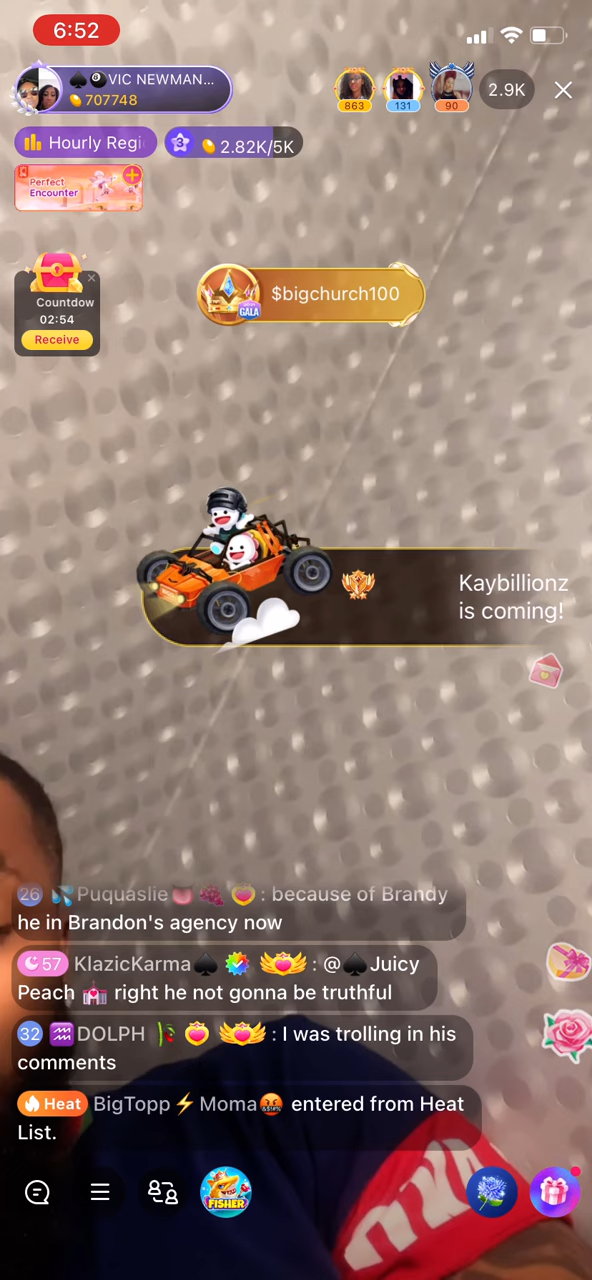 6:52
♠️🎱VIC NEWMAN...
707748
863
131
90
2.9K
Hourly Regi
3
2.82K/5K
Perfect
Encounter
Countdow
02:54
Receive
$bigchurch100
GALA
Kaybillionz
is coming!
26 💦Puquaslie👅🍇 : because of Brandy
he in Brandon's agency now
57 KlazicKarma♠️ : @♠️Juicy
Peach 💒 right he not gonna be truthful
32 ♒DOLPH : I was trolling in his
comments
Heat BigTopp⚡Moma🤬 entered from Heat
List.
FISHER